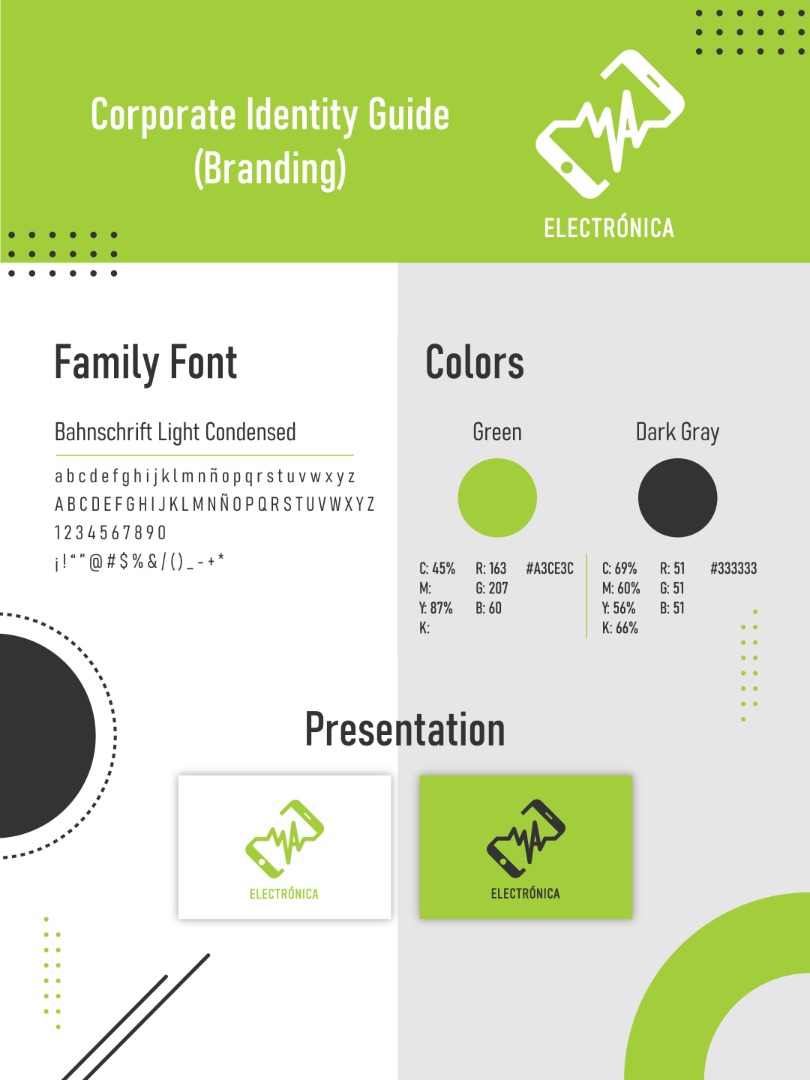 Corporate Identity Guide
(Branding)
ELECTRÓNICA
Family Font
Bahnschrift Light Condensed
a b c d e f g h i j k l m n ñ o p q r s t u v w x y z
A B C D E F G H I J K L M N Ñ O P Q R S T U V W X Y Z
1 2 3 4 5 6 7 8 9 0
¡ ! “ ” @ # $ % & / ( ) _ - + *
Colors
Green
C: 45% R: 163 #A3CE3C
M: G: 207
Y: 87% B: 60
K:
Dark Gray
C: 69% R: 51 #333333
M: 60% G: 51
Y: 56% B: 51
K: 66%
Presentation
ELECTRÓNICA
ELECTRÓNICA